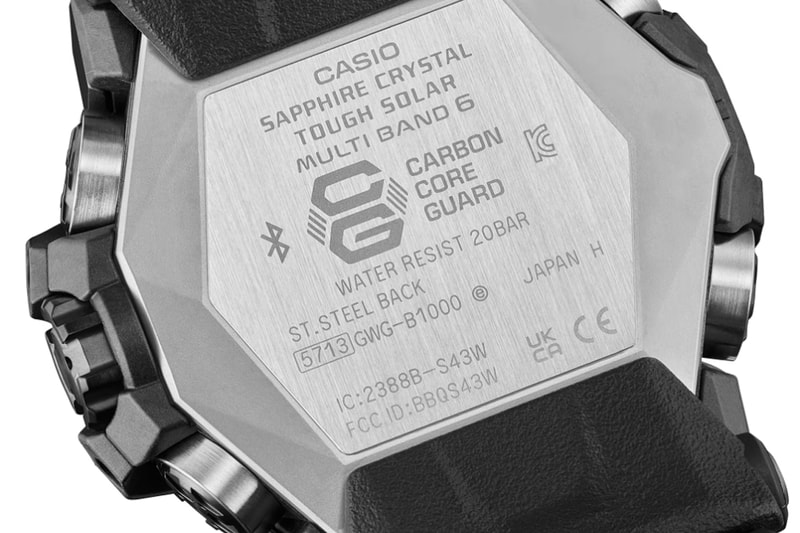 CASIO
SAPPHIRE CRYSTAL
TOUGH SOLAR
MULTI BAND 6
CG
CARBON
CORE
GUARD
WATER RESIST 20BAR
ST.STEEL BACK
JAPAN H
5713 GWG-B1000 e
UK
CA
CE
IC:2388B-S43W
FCC.ID:BBQS43W